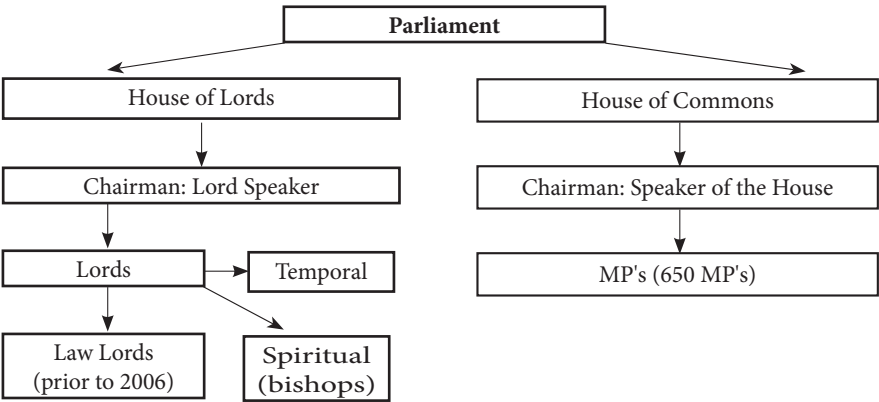 Parliament
House of Lords
Chairman: Lord Speaker
Lords
Temporal
Law Lords
(prior to 2006)
Spiritual
(bishops)
House of Commons
Chairman: Speaker of the House
MP's (650 MP's)